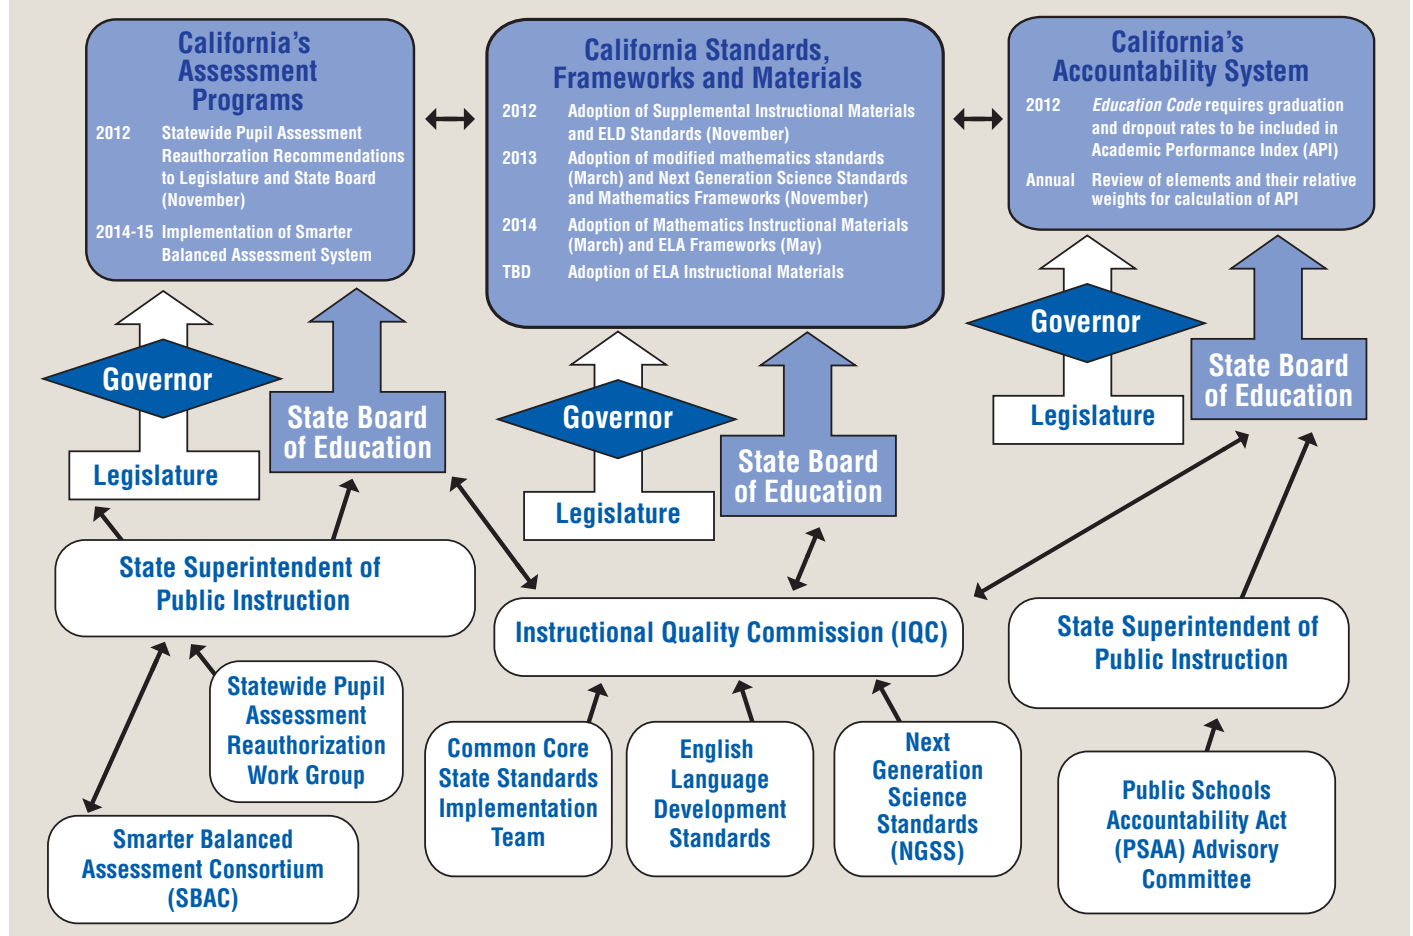 California's
Assessment
Programs
2012 Statewide Pupil Assessment
Reauthorzation Recommendations
to Legislature and State Board
(November)
2014-15 Implementation of Smarter
Balanced Assessment System
California Standards,
Frameworks and Materials
2012 Adoption of Supplemental Instructional Materials
and ELD Standards (November)
2013 Adoption of modified mathematics standards
(March) and Next Generation Science Standards
and Mathematics Frameworks (November)
2014 Adoption of Mathematics Instructional Materials
(March) and ELA Frameworks (May)
TBD Adoption of ELA Instructional Materials
California's
Accountability System
2012 Education Code requires graduation
and dropout rates to be included in
Academic Performance Index (API)
Annual Review of elements and their relative
weights for calculation of API
Governor
Legislature
State Board
of Education
Governor
Legislature
State Board
of Education
Governor
Legislature
State Board
of Education
State Superintendent of
Public Instruction
Instructional Quality Commission (IQC)
State Superintendent of
Public Instruction
Statewide Pupil
Assessment
Reauthorization
Work Group
Smarter Balanced
Assessment Consortium
(SBAC)
Common Core
State Standards
Implementation
Team
English
Language
Development
Standards
Next
Generation
Science
Standards
(NGSS)
Public Schools
Accountability Act
(PSAA) Advisory
Committee